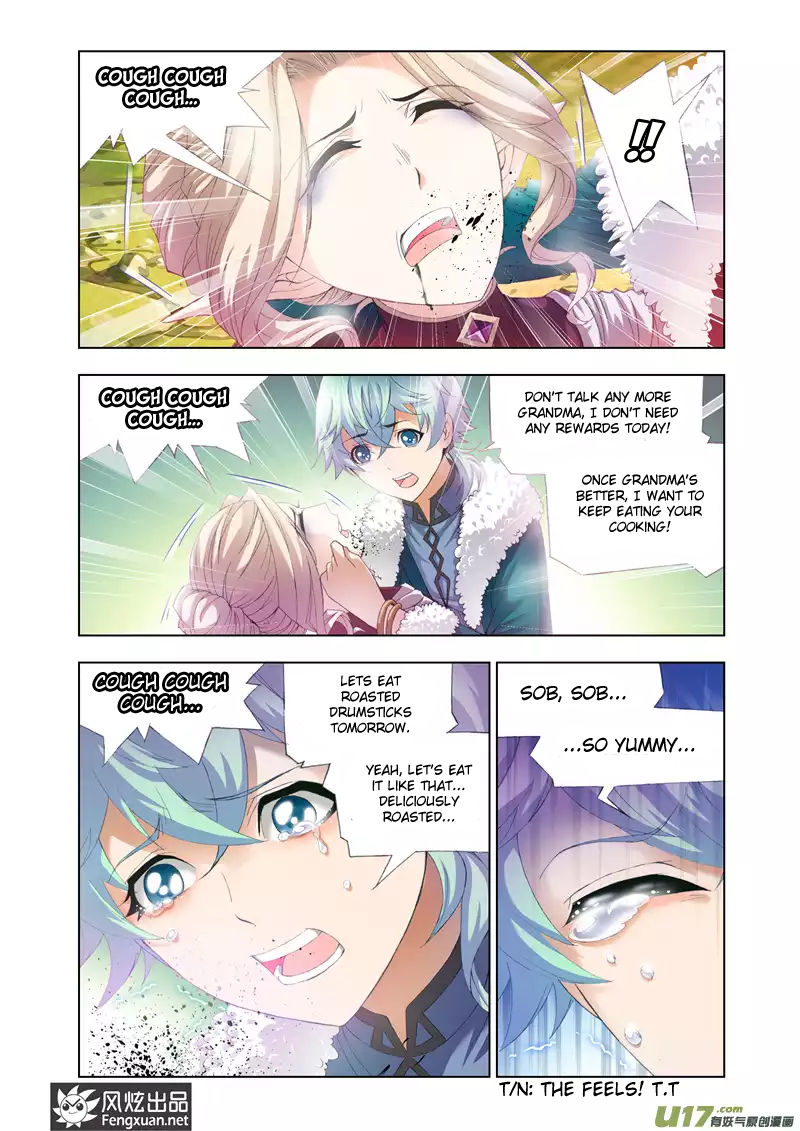 COUGH COUGH
COUGH...
!!
COUGH COUGH
COUGH...
DON'T TALK ANY MORE
GRANDMA, I DON'T NEED
ANY REWARDS TODAY!
ONCE GRANDMA'S
BETTER, I WANT TO
KEEP EATING YOUR
COOKING!
COUGH COUGH
COUGH...
LETS EAT
ROASTED
DRUMSTICKS
TOMORROW.
YEAH, LET'S EAT
IT LIKE THAT...
DELICIOUSLY
ROASTED...
SOB, SOB...
...SO YUMMY...
T/N: THE FEELS! T.T
风炫出品
Fengxuan.net
U17.com
有妖气原创漫画